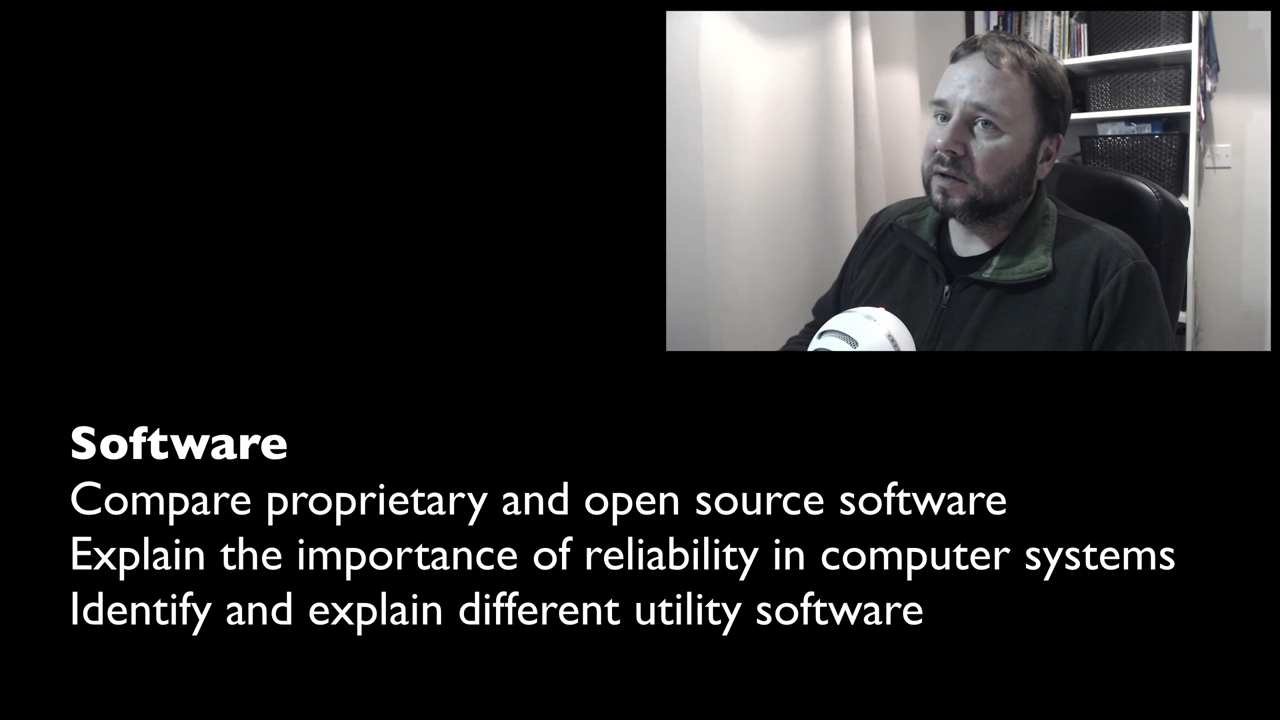 Software
Compare proprietary and open source software
Explain the importance of reliability in computer systems
Identify and explain different utility software